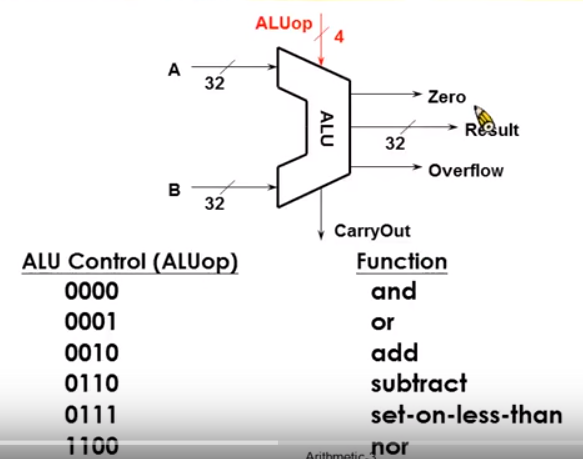 ALUop
4
A
32
Zero
ALU
Result
32
Overflow
B
32
CarryOut
ALU Control (ALUop) Function
0000 and
0001 or
0010 add
0110 subtract
0111 set-on-less-than
1100 nor
Arithmetic-3